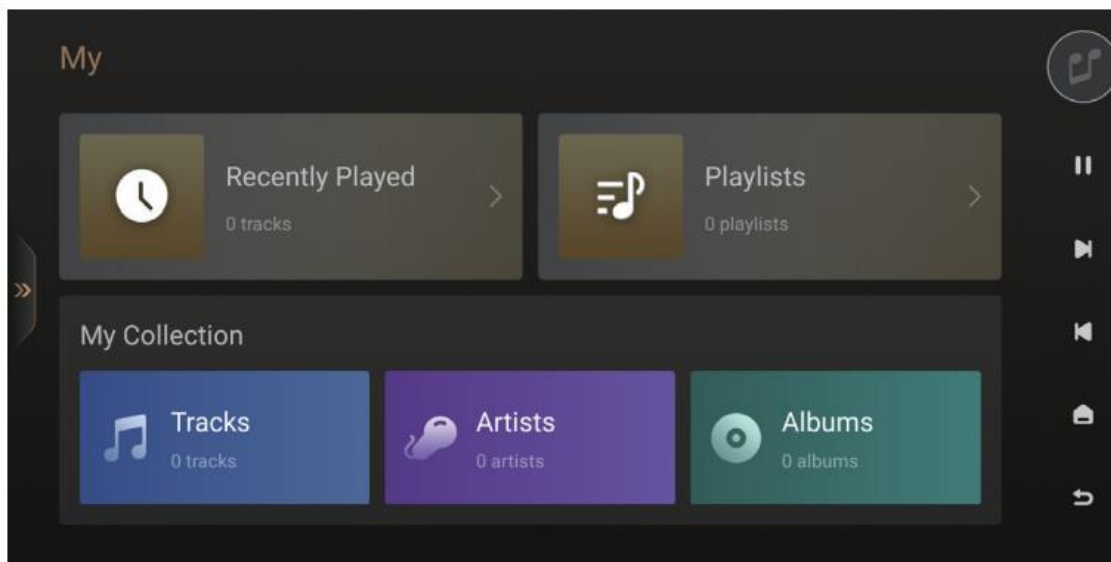 My
Recently Played
0 tracks
Playlists
0 playlists
My Collection
Tracks
0 tracks
Artists
0 artists
Albums
0 albums